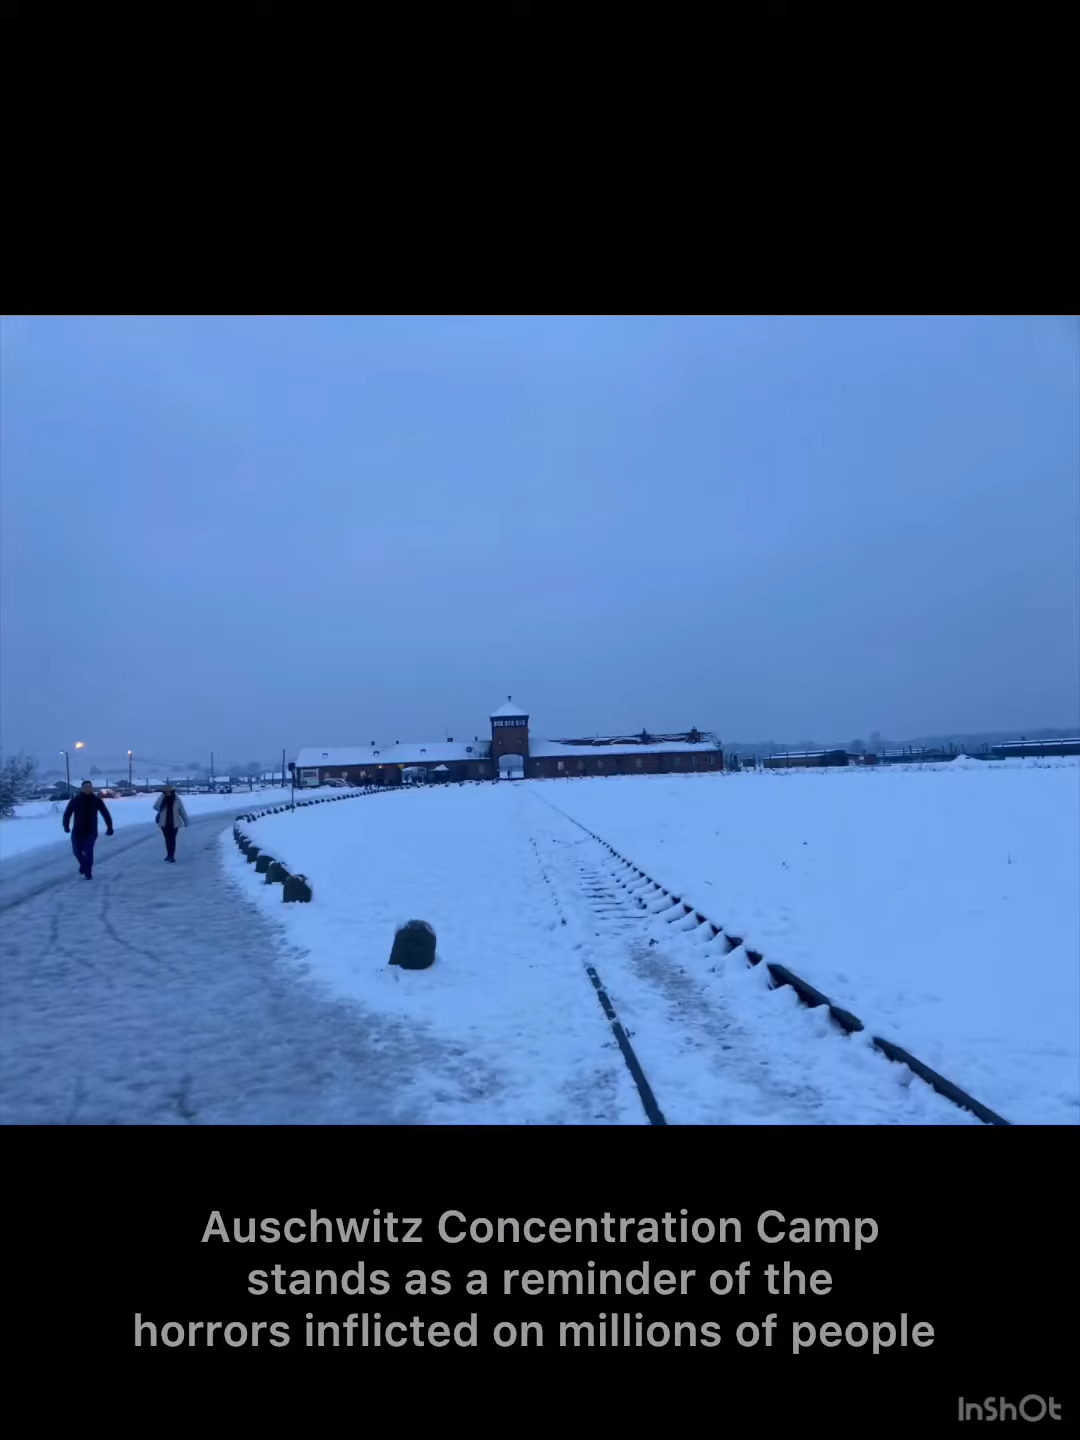 Auschwitz Concentration Camp
stands as a reminder of the
horrors inflicted on millions of people
InShOt